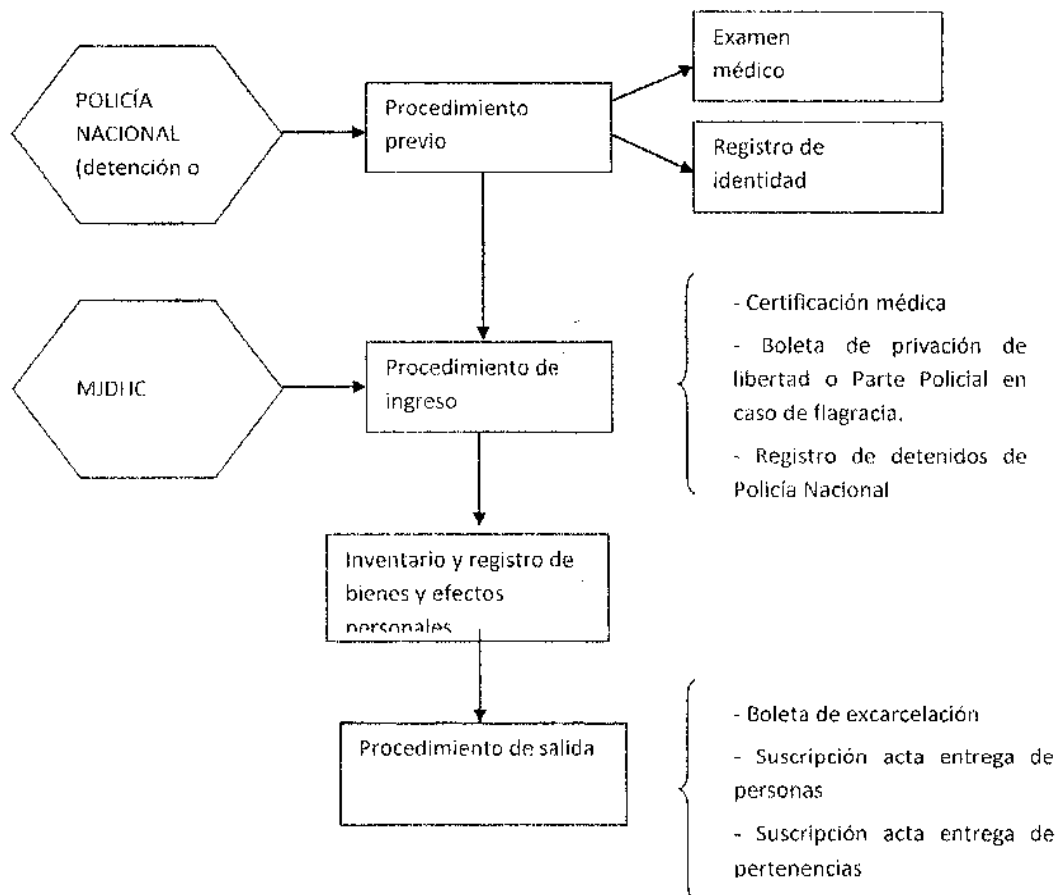 POLICÍA
NACIONAL
(detención o
Procedimiento
previo
Examen
médico
Registro de
identidad
MJDHC
Procedimiento de
ingreso
- Certificación médica
- Boleta de privación de
libertad o Parte Policial en
caso de flagracia.
- Registro de detenidos de
Policía Nacional
Inventario y registro de
bienes y efectos
personales
Procedimiento de salida
- Boleta de excarcelación
- Suscripción acta entrega de
personas
- Suscripción acta entrega de
pertenencias